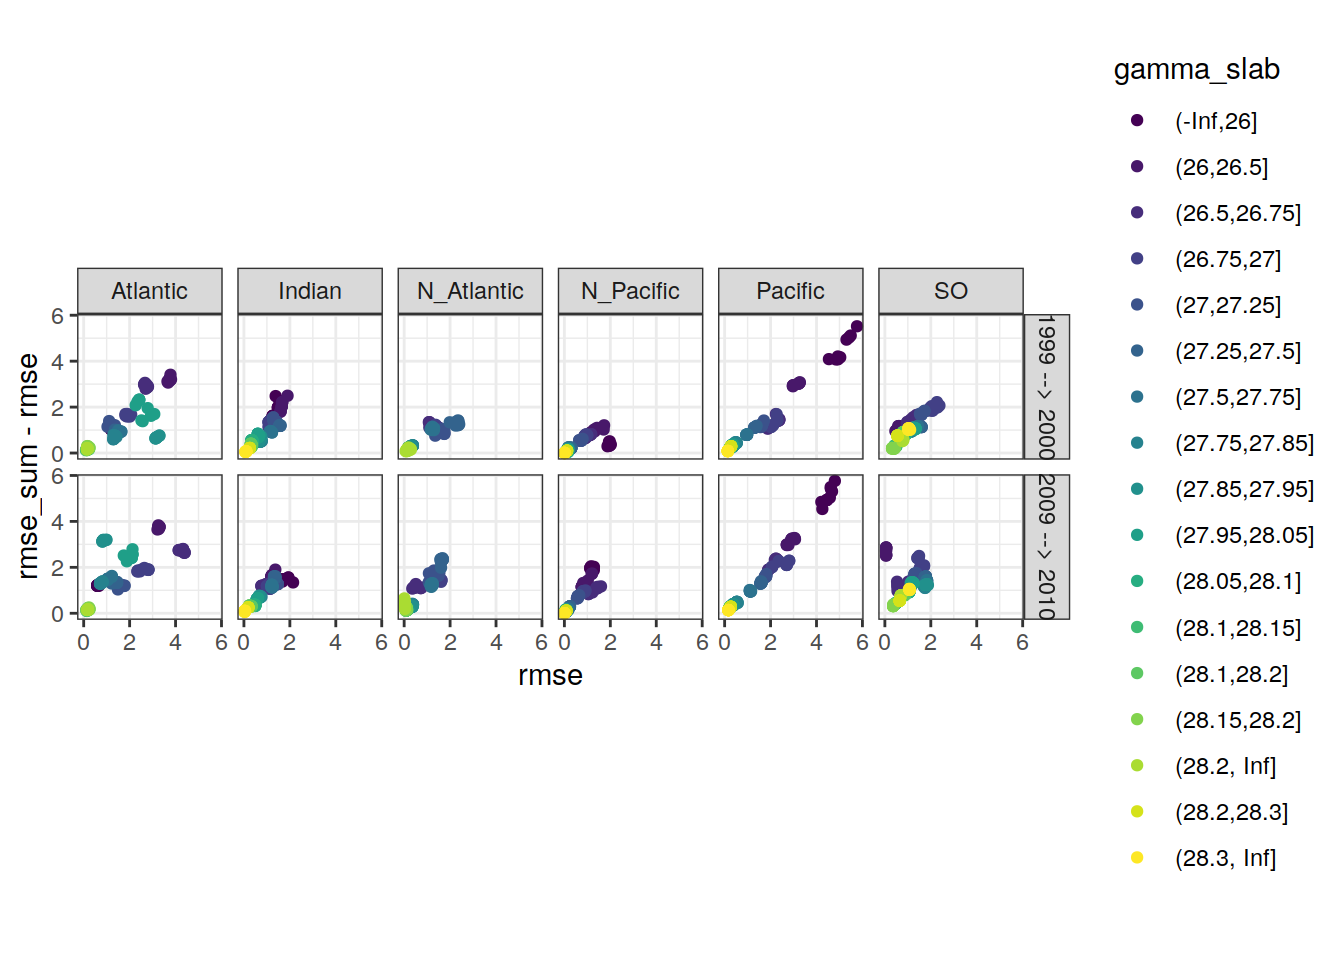 gamma_slab
(-Inf,26]
(26,26.5]
(26.5,26.75]
(26.75,27]
(27,27.25]
(27.25,27.5]
(27.5,27.75]
(27.75,27.85]
(27.85,27.95]
(27.95,28.05]
(28.05,28.1]
(28.1,28.15]
(28.1,28.2]
(28.15,28.2]
(28.2, Inf]
(28.2,28.3]
(28.3, Inf]
Atlantic Indian N_Atlantic N_Pacific Pacific SO
rmse_sum - rmse
6
4
2
0
1999 --> 2000
6
4
2
0
2009 --> 2010
0 2 4 6 0 2 4 6 0 2 4 6 0 2 4 6 0 2 4 6 0 2 4 6
rmse